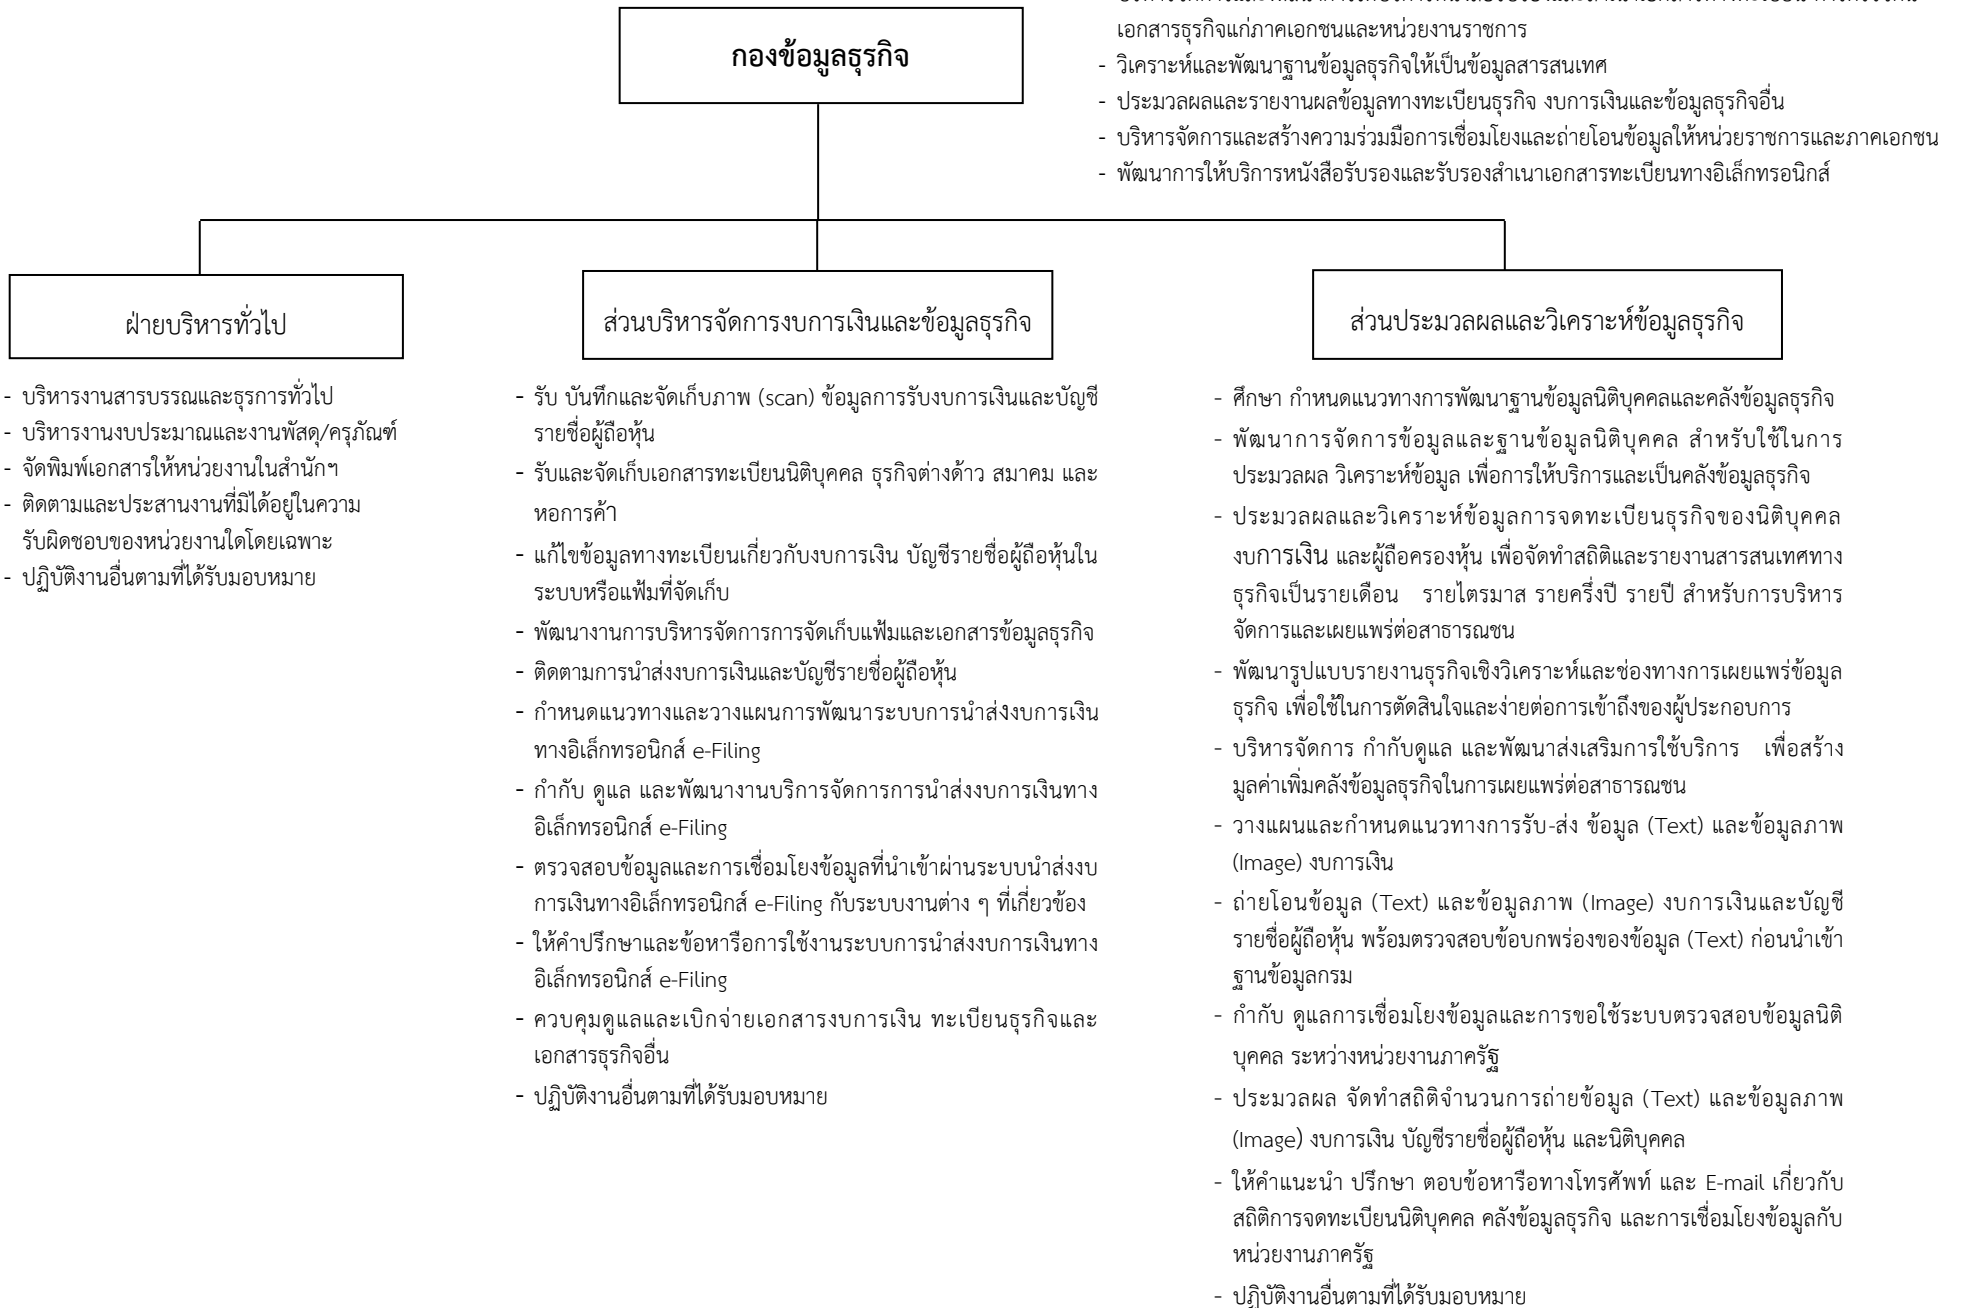 กองข้อมูลธุรกิจ
เอกสารธุรกิจแก่ภาคเอกชนและหน่วยงานราชการ
- วิเคราะห์และพัฒนาฐานข้อมูลธุรกิจให้เป็นข้อมูลสารสนเทศ
- ประมวลผลและรายงานผลข้อมูลทางทะเบียนธุรกิจ งบการเงินและข้อมูลธุรกิจอื่น
- บริหารจัดการและสร้างความร่วมมือการเชื่อมโยงและถ่ายโอนข้อมูลให้หน่วยราชการและภาคเอกชน
- พัฒนาการให้บริการหนังสือรับรองและรับรองสำเนาเอกสารทะเบียนทางอิเล็กทรอนิกส์
ฝ่ายบริหารทั่วไป
- บริหารงานสารบรรณและธุรการทั่วไป
- บริหารงานงบประมาณและงานพัสดุ/ครุภัณฑ์
- จัดพิมพ์เอกสารให้หน่วยงานในสำนักฯ
- ติดตามและประสานงานที่มิได้อยู่ในความ
รับผิดชอบของหน่วยงานใดโดยเฉพาะ
- ปฏิบัติงานอื่นตามที่ได้รับมอบหมาย
ส่วนบริหารจัดการงบการเงินและข้อมูลธุรกิจ
- รับ บันทึกและจัดเก็บภาพ (scan) ข้อมูลการรับงบการเงินและบัญชี
รายชื่อผู้ถือหุ้น
- รับและจัดเก็บเอกสารทะเบียนนิติบุคคล ธุรกิจต่างด้าว สมาคม และ
หอการค้า
- แก้ไขข้อมูลทางทะเบียนเกี่ยวกับงบการเงิน บัญชีรายชื่อผู้ถือหุ้นใน
ระบบหรือแฟ้มที่จัดเก็บ
- พัฒนางานการบริหารจัดการการจัดเก็บแฟ้มและเอกสารข้อมูลธุรกิจ
- ติดตามการนำส่งงบการเงินและบัญชีรายชื่อผู้ถือหุ้น
- กำหนดแนวทางและวางแผนการพัฒนาระบบการนำส่งงบการเงิน
ทางอิเล็กทรอนิกส์ e-Filing
- กำกับ ดูแล และพัฒนางานบริการจัดการการนำส่งงบการเงินทาง
อิเล็กทรอนิกส์ e-Filing
- ตรวจสอบข้อมูลและการเชื่อมโยงข้อมูลที่นำเข้าผ่านระบบนำส่งงบ
การเงินทางอิเล็กทรอนิกส์ e-Filing กับระบบงานต่าง ๆ ที่เกี่ยวข้อง
- ให้คำปรึกษาและข้อหารือการใช้งานระบบการนำส่งงบการเงินทาง
อิเล็กทรอนิกส์ e-Filing
- ควบคุมดูแลและเบิกจ่ายเอกสารงบการเงิน ทะเบียนธุรกิจและ
เอกสารธุรกิจอื่น
- ปฏิบัติงานอื่นตามที่ได้รับมอบหมาย
ส่วนประมวลผลและวิเคราะห์ข้อมูลธุรกิจ
- ศึกษา กำหนดแนวทางการพัฒนาฐานข้อมูลนิติบุคคลและคลังข้อมูลธุรกิจ
- พัฒนาการจัดการข้อมูลและฐานข้อมูลนิติบุคคล สำหรับใช้ในการ
ประมวลผล วิเคราะห์ข้อมูล เพื่อการให้บริการและเป็นคลังข้อมูลธุรกิจ
- ประมวลผลและวิเคราะห์ข้อมูลการจดทะเบียนธุรกิจของนิติบุคคล
งบการเงิน และผู้ถือครองหุ้น เพื่อจัดทำสถิติและรายงานสารสนเทศทาง
ธุรกิจเป็นรายเดือน รายไตรมาส รายครึ่งปี รายปี สำหรับการบริหาร
จัดการและเผยแพร่ต่อสาธารณชน
- พัฒนารูปแบบรายงานธุรกิจเชิงวิเคราะห์และช่องทางการเผยแพร่ข้อมูล
ธุรกิจ เพื่อใช้ในการตัดสินใจและง่ายต่อการเข้าถึงของผู้ประกอบการ
- บริหารจัดการ กำกับดูแล และพัฒนาส่งเสริมการใช้บริการ เพื่อสร้าง
มูลค่าเพิ่มคลังข้อมูลธุรกิจในการเผยแพร่ต่อสาธารณชน
- วางแผนและกำหนดแนวทางการรับ-ส่ง ข้อมูล (Text) และข้อมูลภาพ
(Image) งบการเงิน
- ถ่ายโอนข้อมูล (Text) และข้อมูลภาพ (Image) งบการเงินและบัญชี
รายชื่อผู้ถือหุ้น พร้อมตรวจสอบข้อบกพร่องของข้อมูล (Text) ก่อนนำเข้า
ฐานข้อมูลกรม
- กำกับ ดูแลการเชื่อมโยงข้อมูลและการขอใช้ระบบตรวจสอบข้อมูลนิติ
บุคคล ระหว่างหน่วยงานภาครัฐ
- ประมวลผล จัดทำสถิติจำนวนการถ่ายข้อมูล (Text) และข้อมูลภาพ
(Image) งบการเงิน บัญชีรายชื่อผู้ถือหุ้น และนิติบุคคล
- ให้คำแนะนำ ปรึกษา ตอบข้อหารือทางโทรศัพท์ และ E-mail เกี่ยวกับ
สถิติการจดทะเบียนนิติบุคคล คลังข้อมูลธุรกิจ และการเชื่อมโยงข้อมูลกับ
หน่วยงานภาครัฐ
- ปฏิบัติงานอื่นตามที่ได้รับมอบหมาย